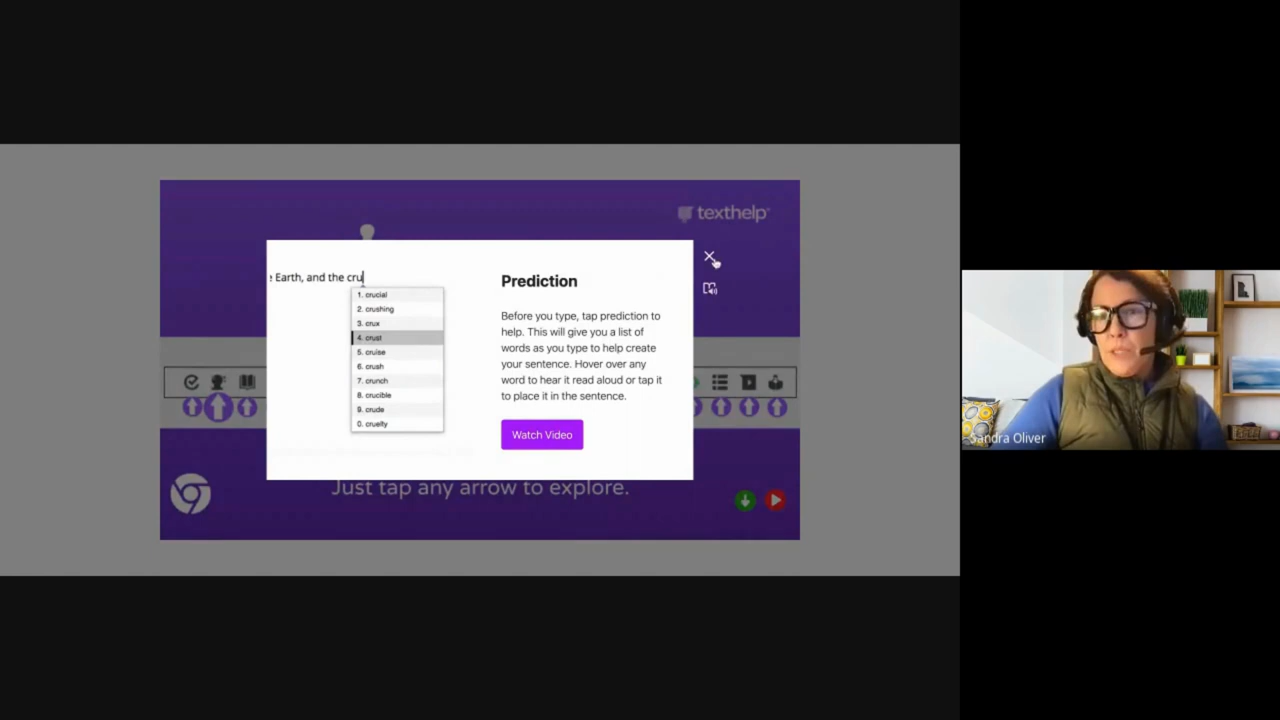 texthelp
e Earth, and the cru
1. crucial
2. crushing
3. crux
4. crust
5. cruise
6. crush
7. crunch
8. crucible
9. crude
0. cruelty
Prediction
Before you type, tap prediction to
help. This will give you a list of
words as you type to help create
your sentence. Hover over any
word to hear it read aloud or tap it
to place it in the sentence.
Watch Video
Just tap any arrow to explore.
Sandra Oliver